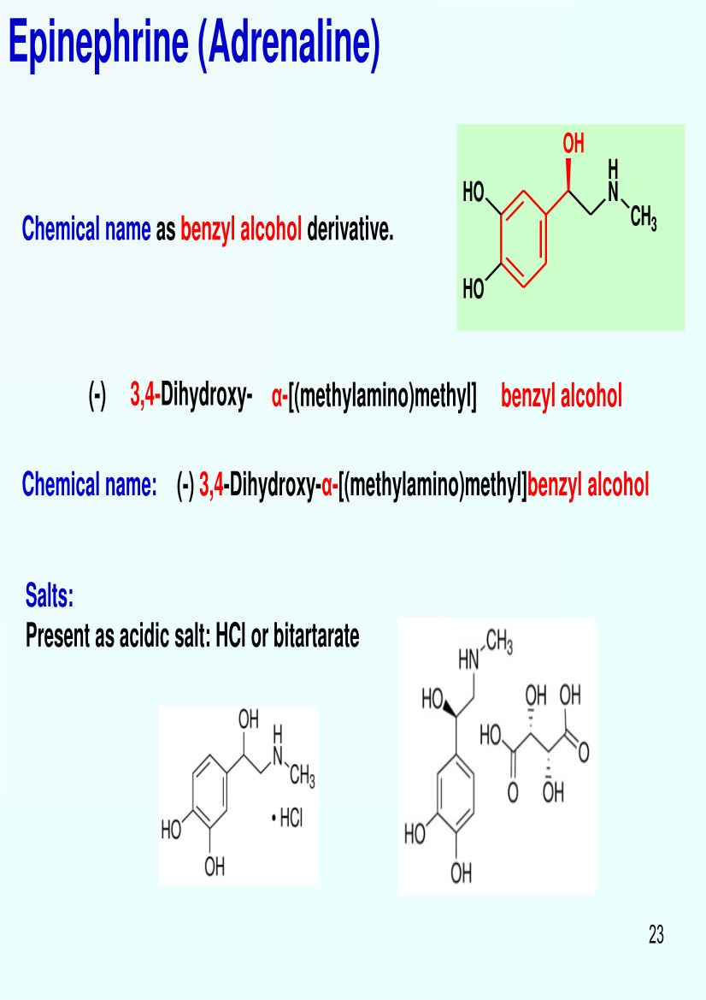 Epinephrine (Adrenaline)
OH
H
HO
N
CH3
HO
Chemical name as benzyl alcohol derivative.
(-) 3,4-Dihydroxy- α-[(methylamino)methyl] benzyl alcohol
Chemical name: (-) 3,4-Dihydroxy-α-[(methylamino)methyl]benzyl alcohol
Salts:
Present as acidic salt: HCl or bitartarate
OH
H
N
CH3
• HCl
HO
OH
CH3
HN
HO
HO
OH
OH OH
HO
O
O
OH
23